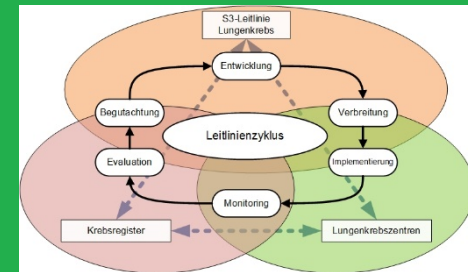 S3-Leitlinie
Lungenkrebs
Entwicklung
Begutachtung
Verbreitung
Leitlinienzyklus
Evaluation
Implementierung
Monitoring
Krebsregister
Lungenkrebszentren